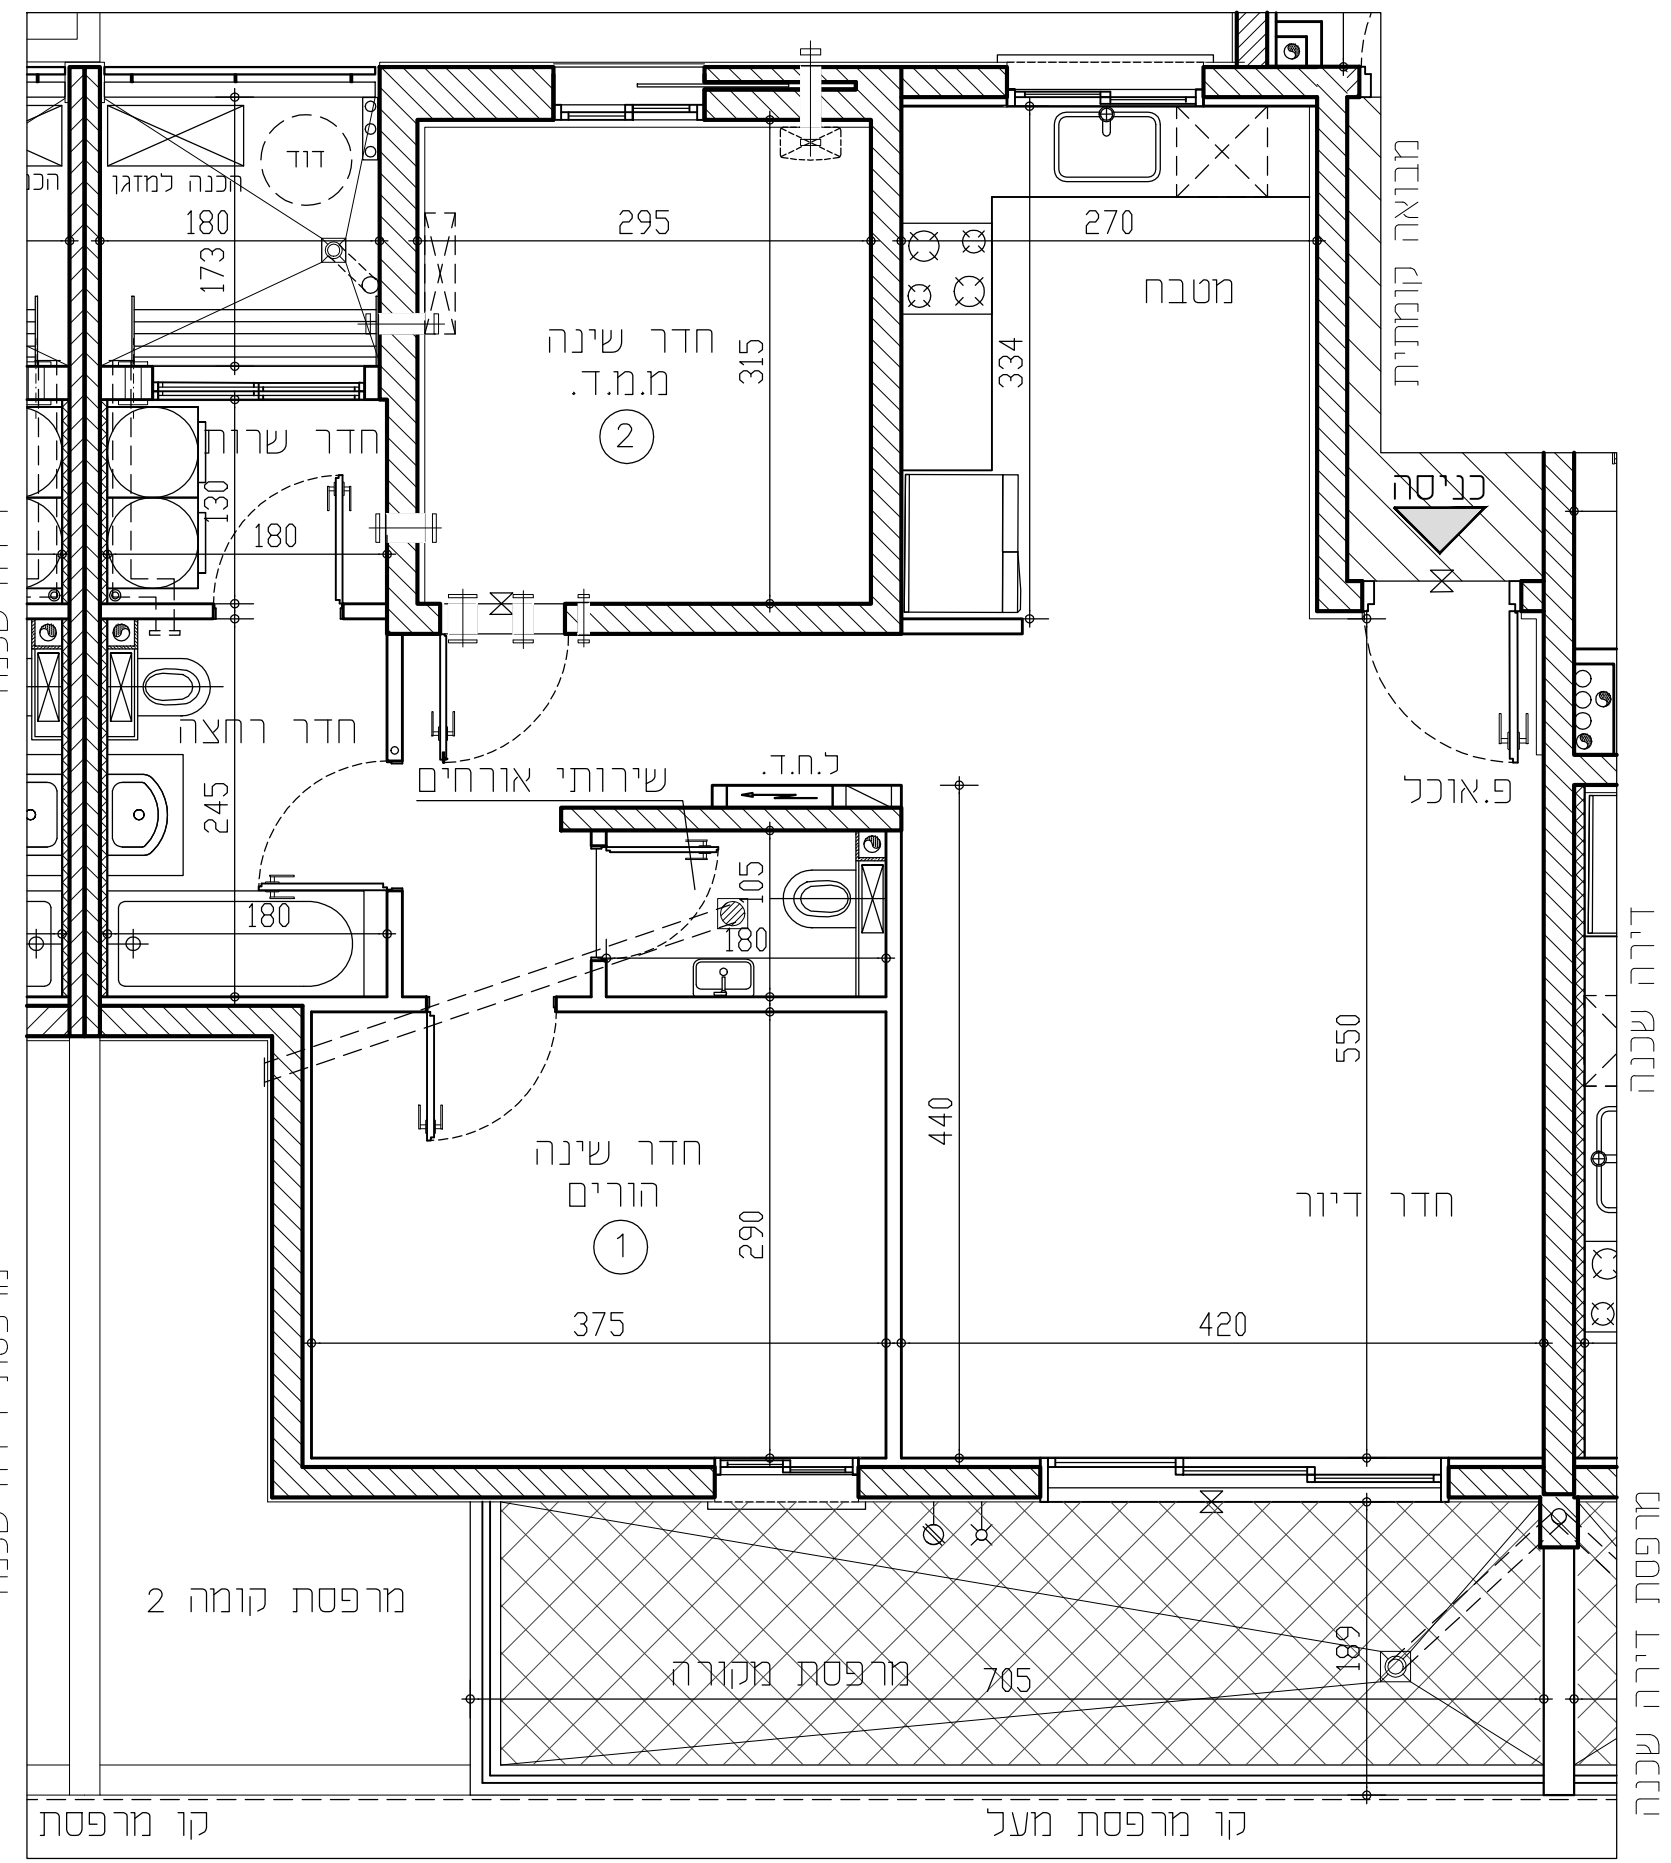 דוד
הכנה למזגן
הכנ
180
173
295
270
מטבח
מבואה קומתית
חדר שינה
מ.מ.ד.
2
315
334
חדר שרות
130
180
כניסה
חדר רחצה
245
180
שירותי אורחים
ל.ח.ד.
פ.אוכל
105
180
דירה שכנה
550
440
חדר שינה
הורים
1
290
חדר דיור
375
420
מרפסת קומה 2
מרפסת מקורה
705
189
מרפסת דירה שכנה
קו מרפסת
קו מרפסת מעל